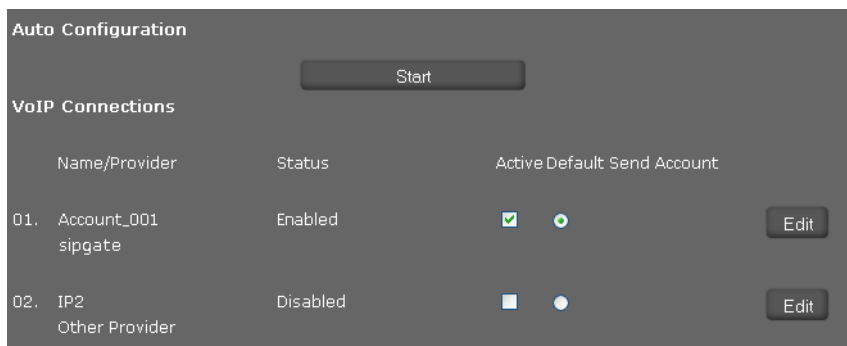 Auto Configuration
Start
VoIP Connections
Name/Provider Status Active Default Send Account
01. Account_001 Enabled Edit
sipgate
02. IP2 Disabled Edit
Other Provider